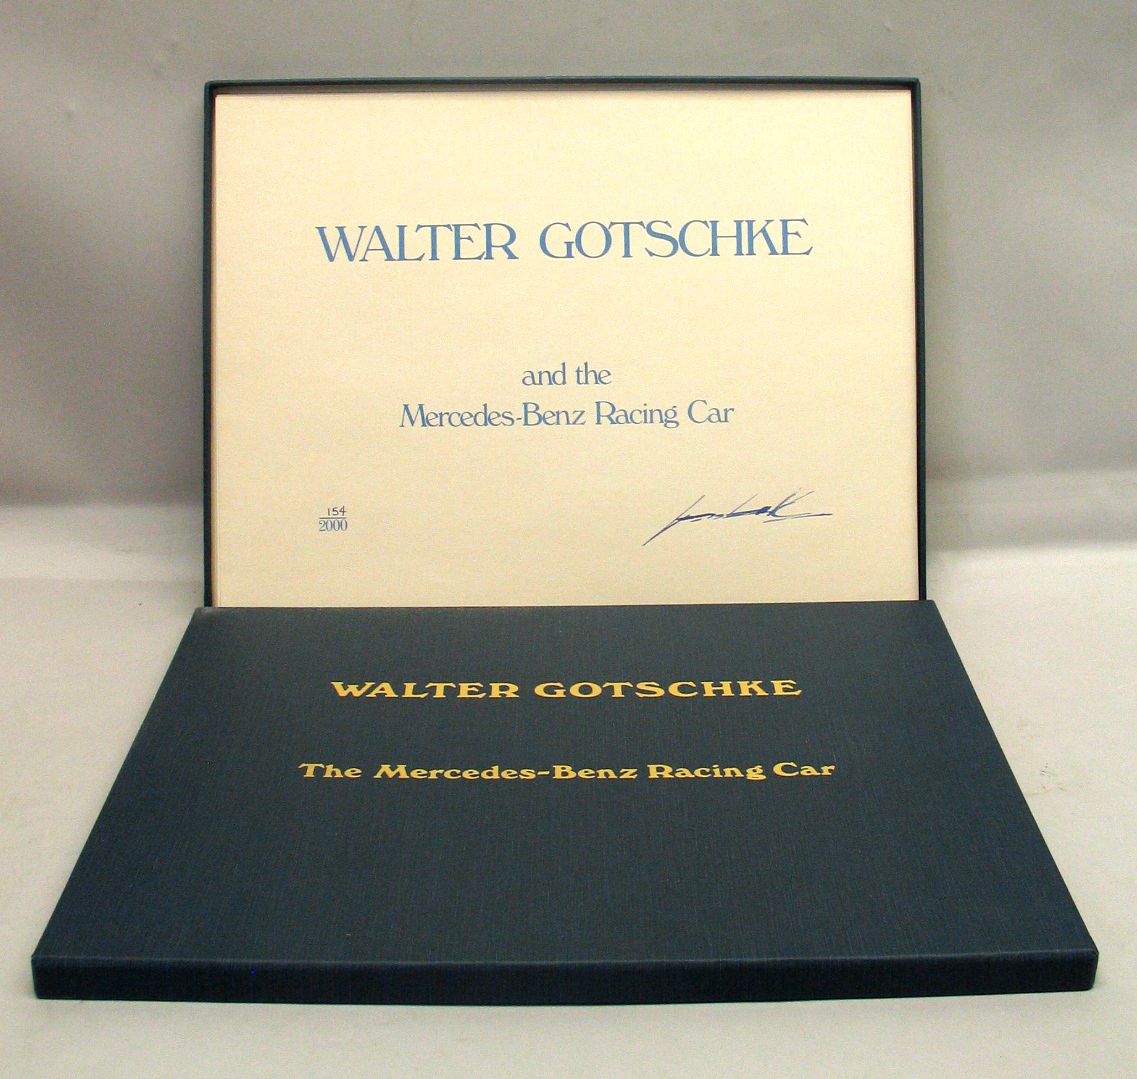 WALTER GOTSCHKE
and the
Mercedes-Benz Racing Car
154
2000
WALTER GOTSCHKE
The Mercedes-Benz Racing Car